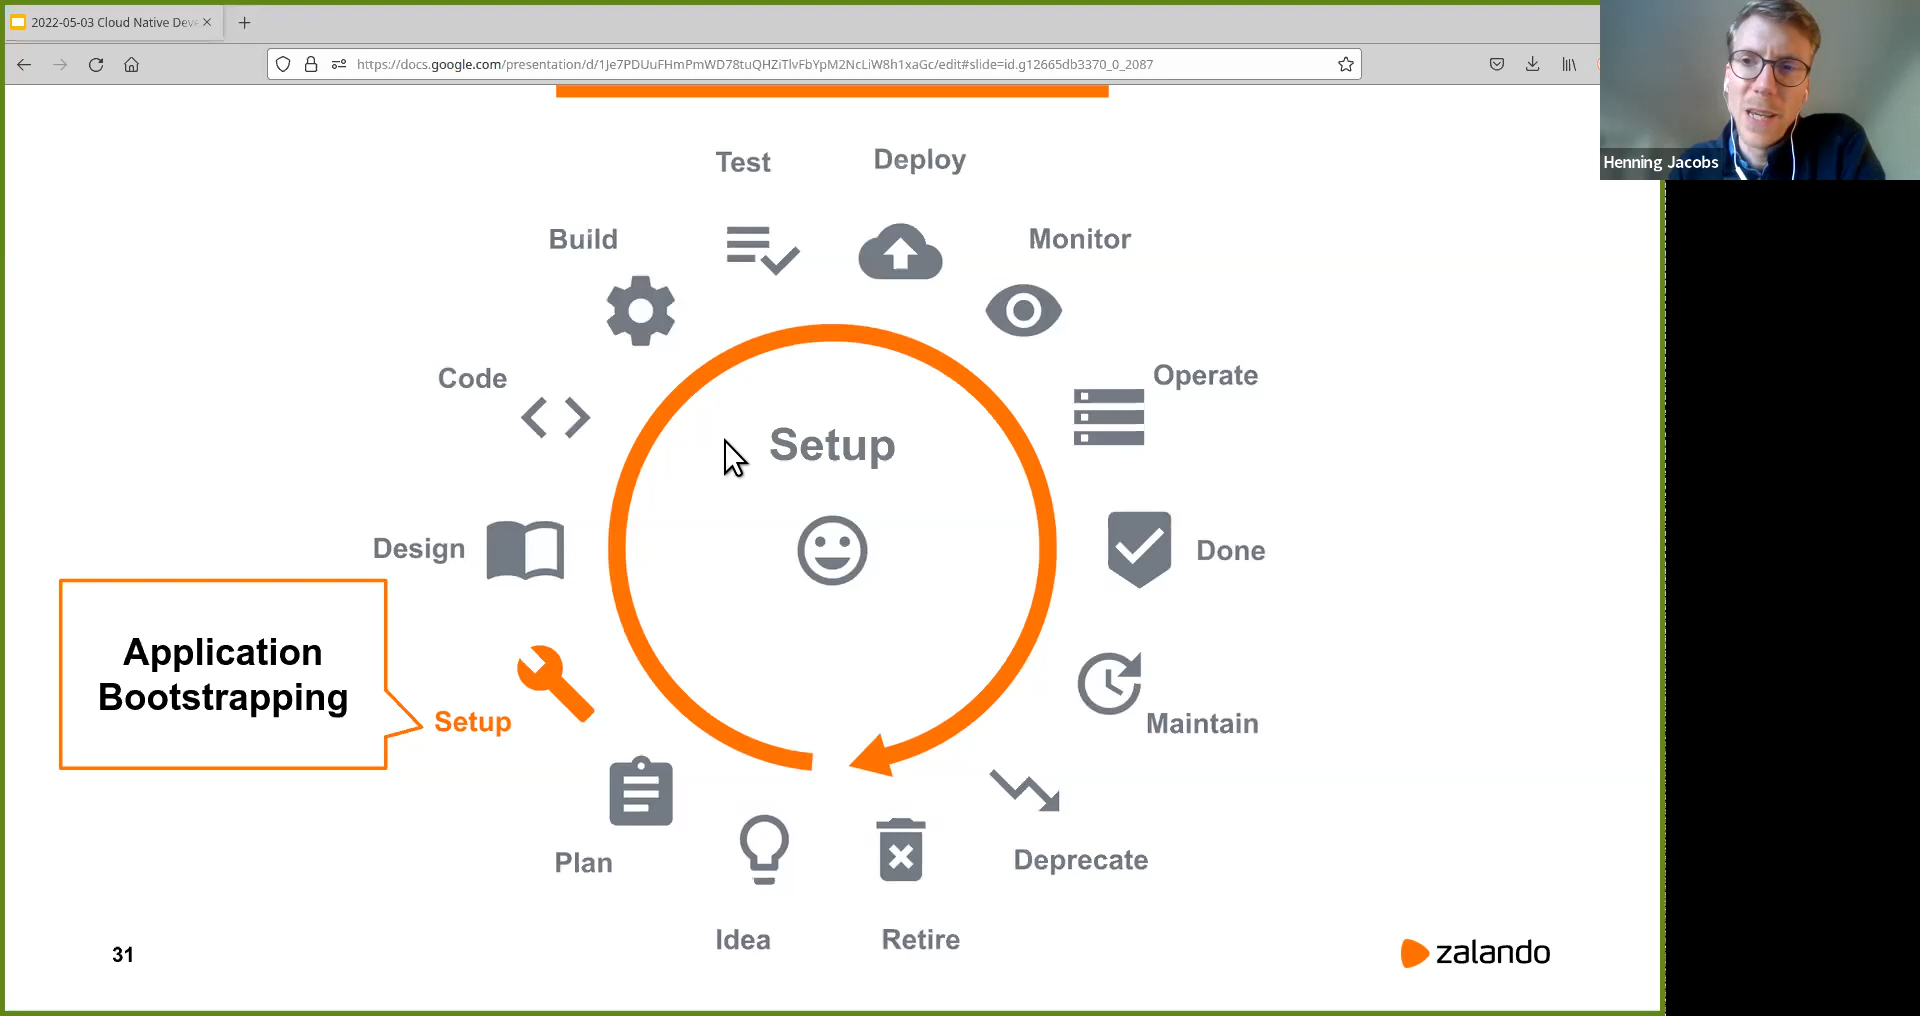 2022-05-03 Cloud Native Deve
https://docs.google.com/presentation/d/1Je7PDUuFHmPmWD78tuQHZiTlvFbYpM2NcLiW8h1xaGc/edit#slide=id.g12665db3370_0_2087
Henning Jacobs
Test
Deploy
Build
Monitor
Code
Operate
Setup
Design
Done
Application
Bootstrapping
Setup
Maintain
Plan
Deprecate
Idea
Retire
31
zalando